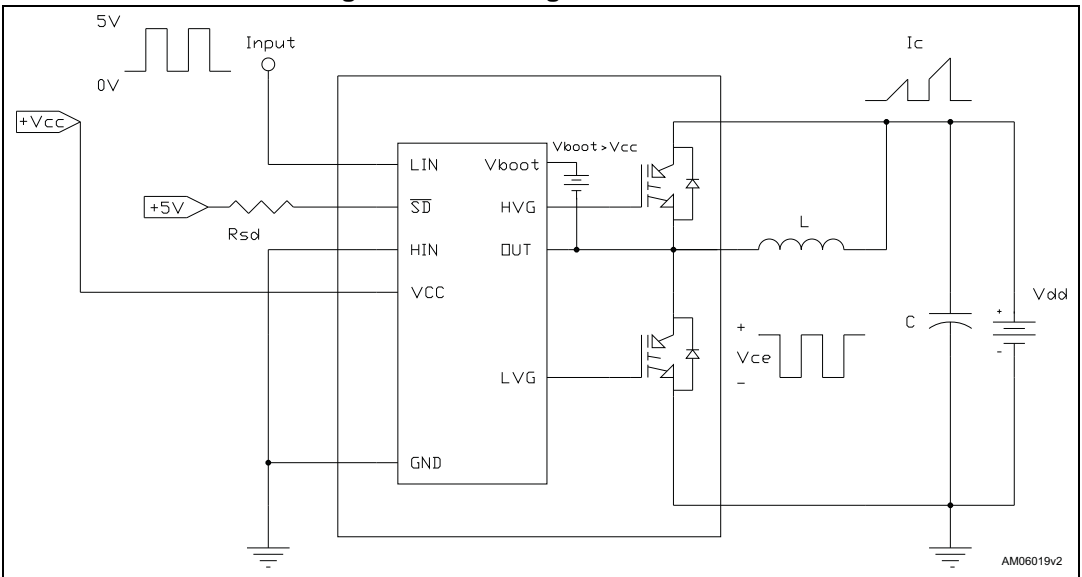 5V
0V
Input
Ic
+Vcc
Vboot>Vcc
LIN
Vboot
+5V
Rsd
SD
HVG
HIN
OUT
L
VCC
Vdd
+
-
C
+
Vce
-
LVG
GND
AM06019v2